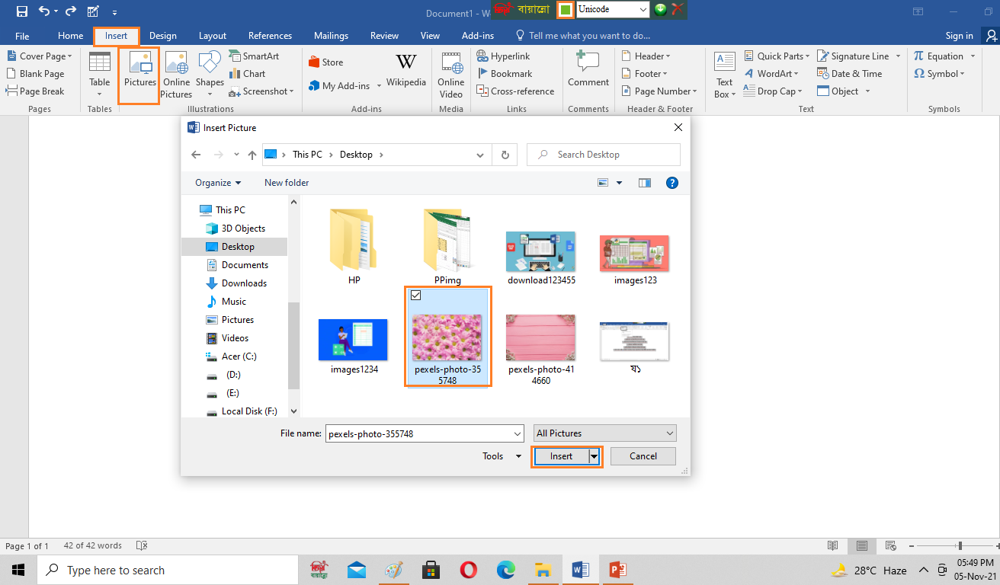 Document1 - W
বায়ান্নো
Unicode
File
Home
Insert
Design
Layout
References
Mailings
Review
View
Add-ins
Tell me what you want to do...
Sign in
Cover Page
Blank Page
Page Break
Pages
Table
Tables
Pictures
Online
Pictures
Shapes
SmartArt
Chart
Screenshot
Illustrations
Store
My Add-ins
W
Wikipedia
Add-ins
Online
Video
Media
Hyperlink
Bookmark
Cross-reference
Links
Comment
Comments
Header
Footer
Page Number
Header & Footer
Text
Box
Quick Parts
WordArt
Drop Cap
Signature Line
Date & Time
Object
Text
Equation
Symbol
Symbols
Insert Picture
This PC
Desktop
Search Desktop
Organize
New folder
This PC
3D Objects
Desktop
Documents
Downloads
Music
Pictures
Videos
Acer (C:)
(D:)
(E:)
Local Disk (F:)
HP
PPimg
download123455
images123
images1234
pexels-photo-35
5748
pexels-photo-41
4660
ষ১
File name:
pexels-photo-355748
All Pictures
Tools
Insert
Cancel
Page 1 of 1
42 of 42 words
Type here to search
বায়ান্নো
28°C Haze
05:49 PM
05-Nov-21